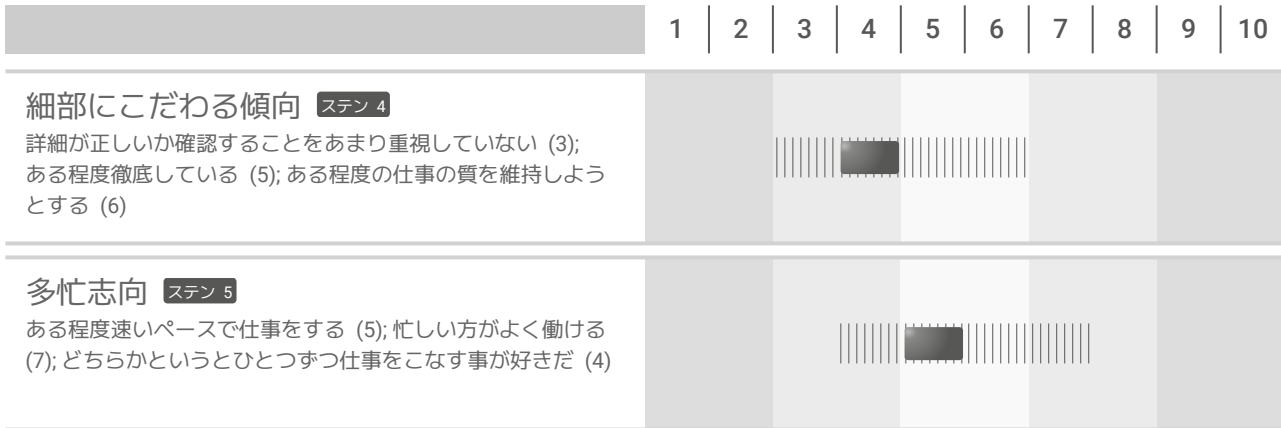 1 2 3 4 5 6 7 8 9 10
細部にこだわる傾向 ステン 4
詳細が正しいか確認することをあまり重視していない (3);
ある程度徹底している (5); ある程度の仕事の質を維持しよう
とする (6)
多忙志向 ステン 5
ある程度速いペースで仕事をする (5); 忙しい方がよく働ける
(7); どちらかというとひとつずつ仕事をこなす事が好きだ (4)